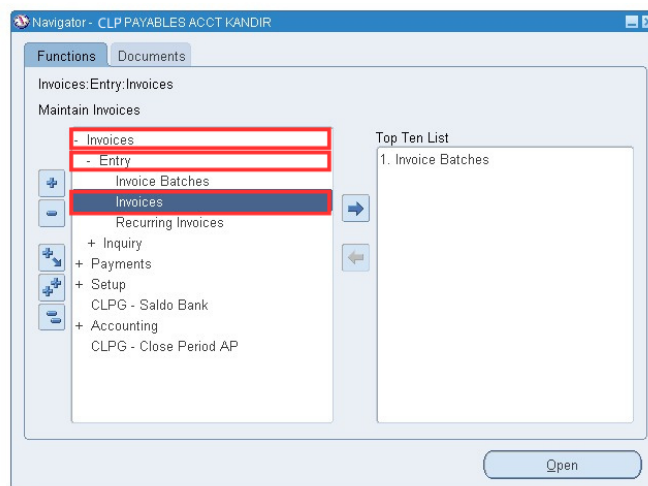 Navigator - CLP PAYABLES ACCT KANDIR
Functions
Documents
Invoices:Entry:Invoices
Maintain Invoices
- Invoices
- Entry
Invoice Batches
Invoices
Recurring Invoices
+ Inquiry
+ Payments
+ Setup
CLPG - Saldo Bank
+ Accounting
CLPG - Close Period AP
Top Ten List
1. Invoice Batches
Open